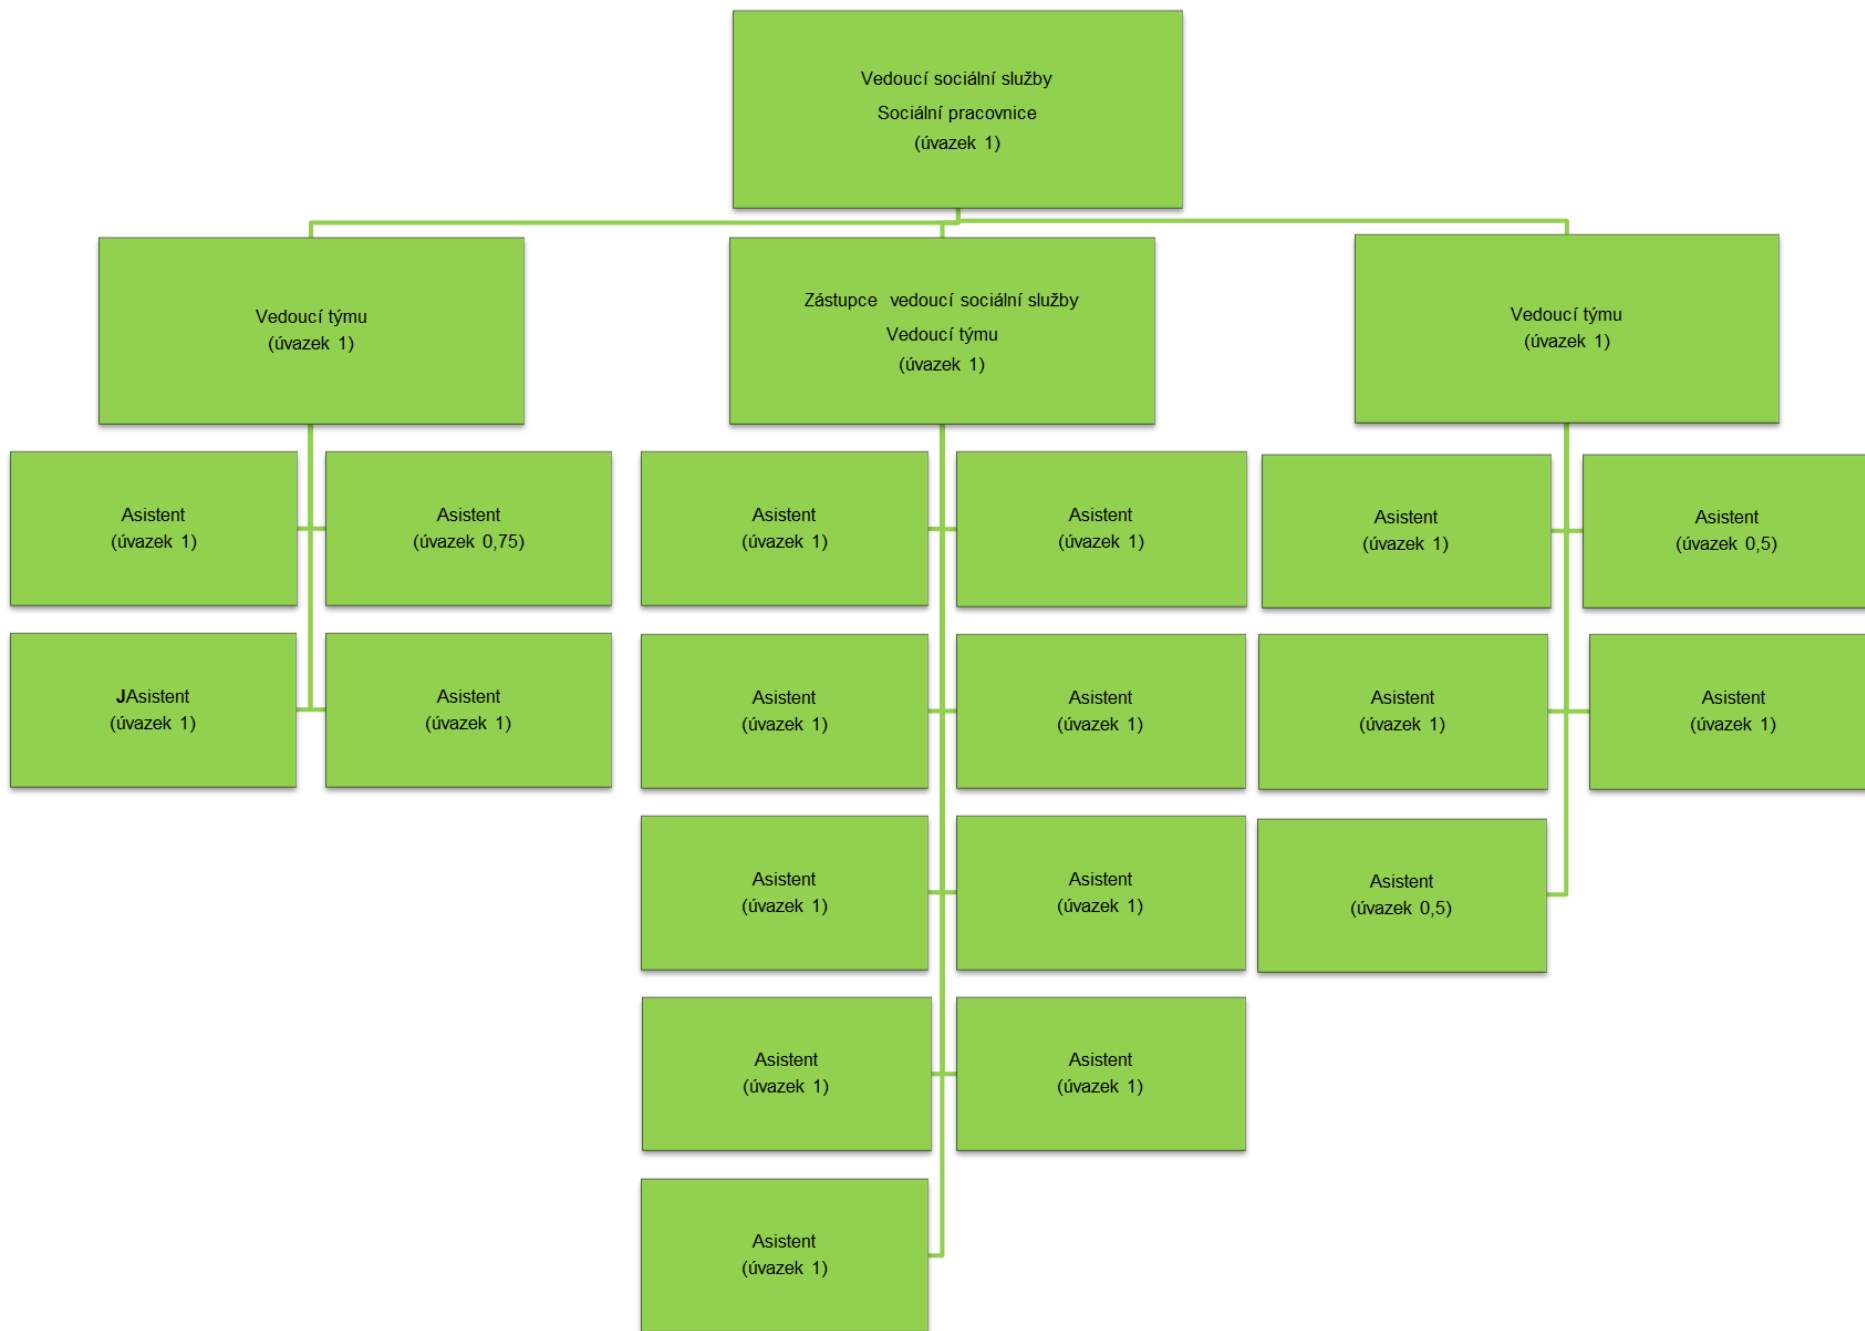 Vedoucí sociální služby
Sociální pracovnice
(úvazek 1)
Vedoucí týmu
(úvazek 1)
Zástupce vedoucí sociální služby
Vedoucí týmu
(úvazek 1)
Vedoucí týmu
(úvazek 1)
Asistent
(úvazek 1)
Asistent
(úvazek 0,75)
Asistent
(úvazek 1)
Asistent
(úvazek 1)
Asistent
(úvazek 1)
Asistent
(úvazek 0,5)
JAsistent
(úvazek 1)
Asistent
(úvazek 1)
Asistent
(úvazek 1)
Asistent
(úvazek 1)
Asistent
(úvazek 1)
Asistent
(úvazek 1)
Asistent
(úvazek 1)
Asistent
(úvazek 1)
Asistent
(úvazek 0,5)
Asistent
(úvazek 1)
Asistent
(úvazek 1)
Asistent
(úvazek 1)